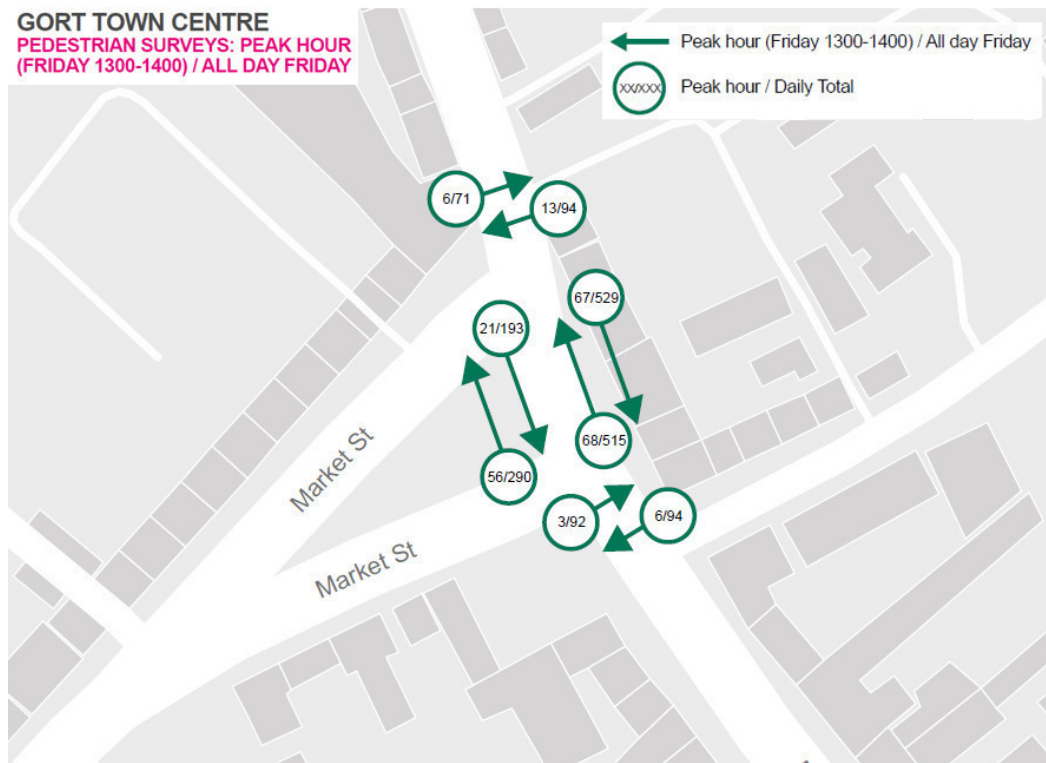 GORT TOWN CENTRE
PEDESTRIAN SURVEYS: PEAK HOUR
(FRIDAY 1300-1400) / ALL DAY FRIDAY
Peak hour (Friday 1300-1400) / All day Friday
XX/XXX
Peak hour / Daily Total
6/71
13/94
67/529
21/193
68/515
56/290
3/92
6/94
Market St
Market St